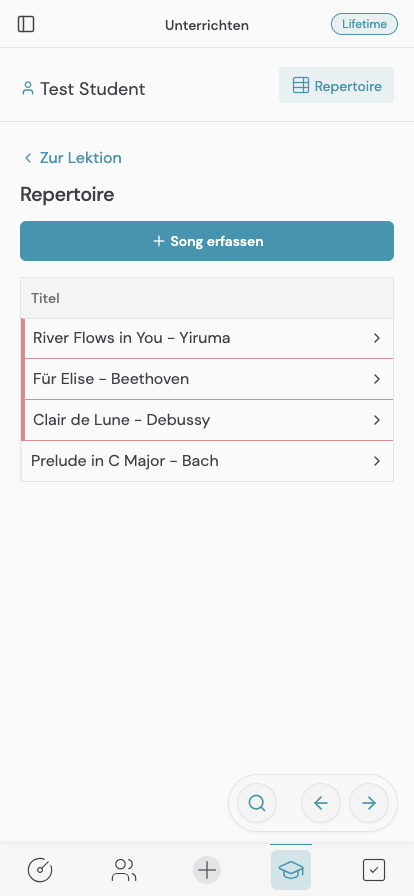 Unterrichten
Lifetime
Test Student
Repertoire
Zur Lektion
Repertoire
Song erfassen
Titel
River Flows in You - Yiruma
Für Elise - Beethoven
Clair de Lune - Debussy
Prelude in C Major - Bach